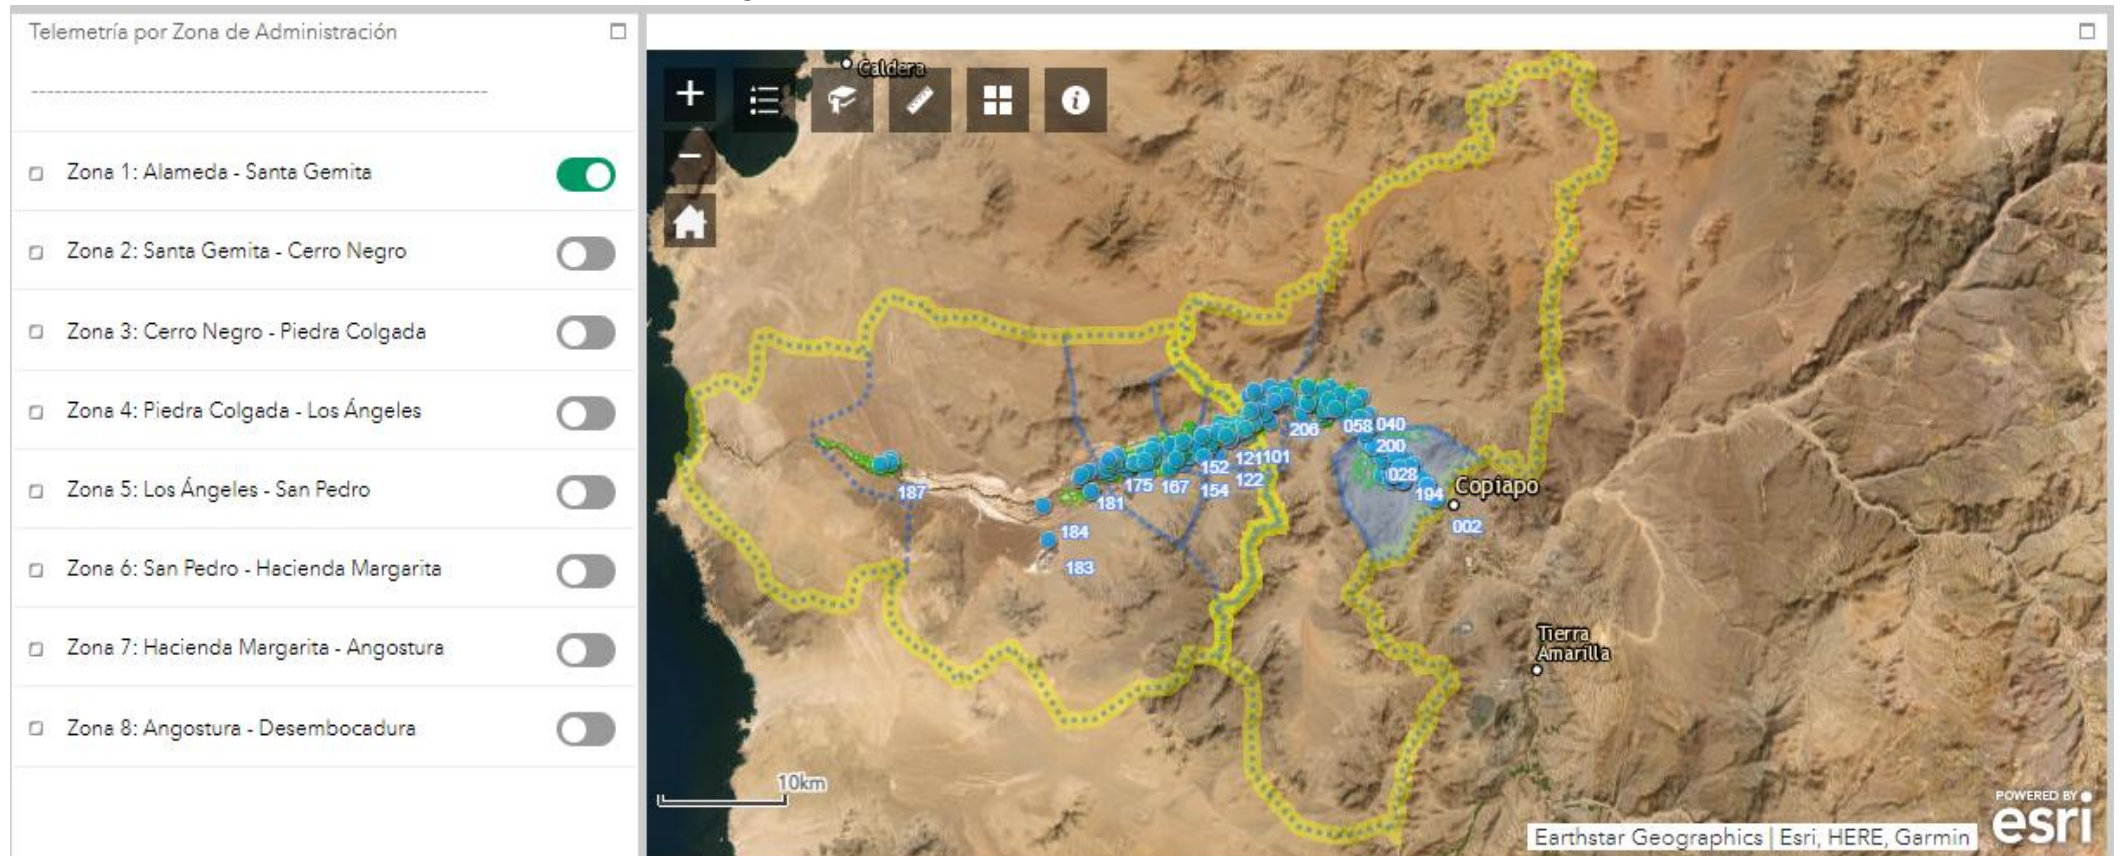 Telemetría por Zona de Administración
------------------------------------------------------------
Zona 1: Alameda - Santa Gemita
Zona 2: Santa Gemita - Cerro Negro
Zona 3: Cerro Negro - Piedra Colgada
Zona 4: Piedra Colgada - Los Ángeles
Zona 5: Los Ángeles - San Pedro
Zona 6: San Pedro - Hacienda Margarita
Zona 7: Hacienda Margarita - Angostura
Zona 8: Angostura - Desembocadura
Caldera
+
−
i
206
058
040
200
028
194
Copiapo
002
121
101
122
152
154
167
175
181
187
184
183
Tierra
Amarilla
10km
Earthstar Geographics | Esri, HERE, Garmin
POWERED BY
esri